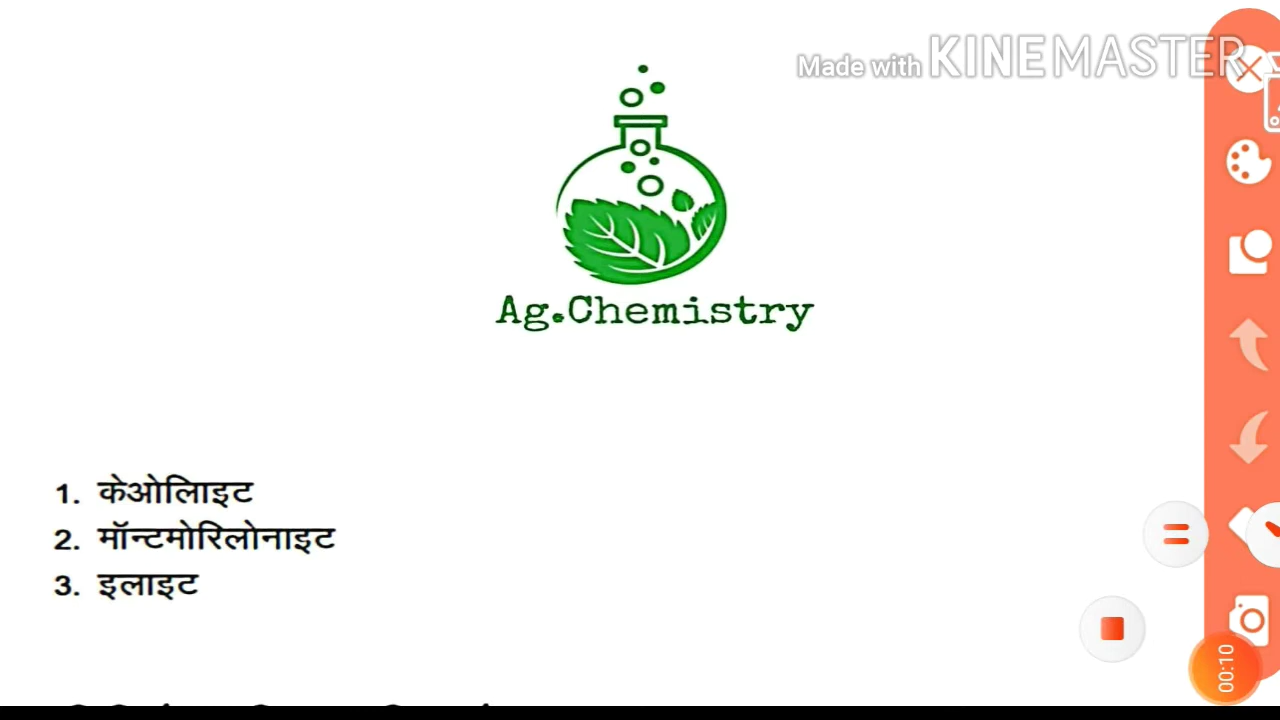 Made with KINEMASTER
Ag.Chemistry
1. केओलािइट
2. मॉन्टमोरिलोनाइट
3. इलाइट
00:10